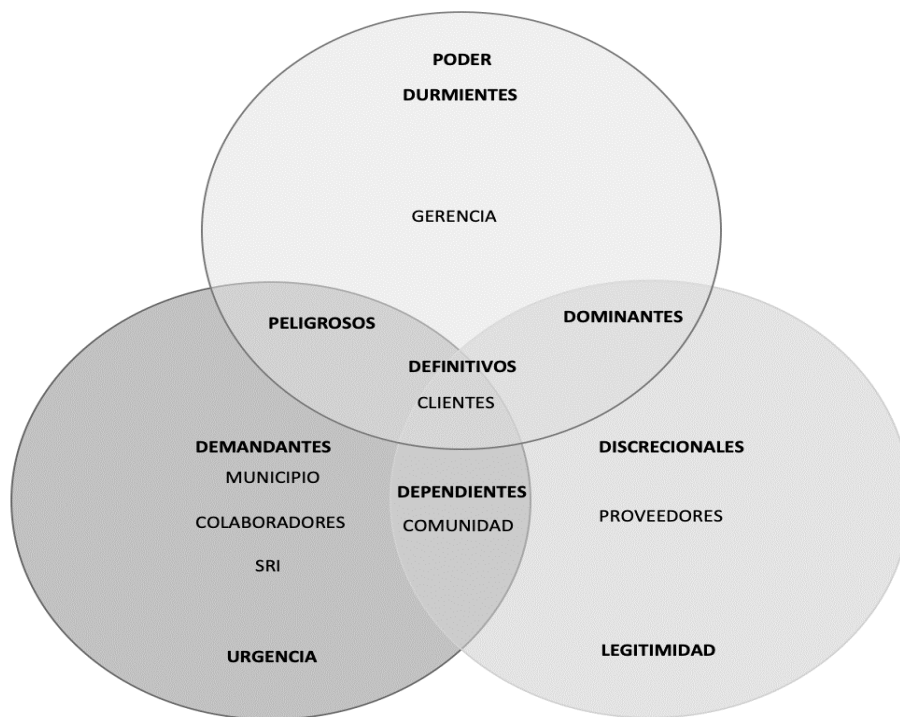 PODER
DURMIENTES
GERENCIA
PELIGROSOS
DOMINANTES
DEFINITIVOS
CLIENTES
DEMANDANTES
MUNICIPIO
COLABORADORES
SRI
URGENCIA
DEPENDIENTES
COMUNIDAD
DISCRECIONALES
PROVEEDORES
LEGITIMIDAD